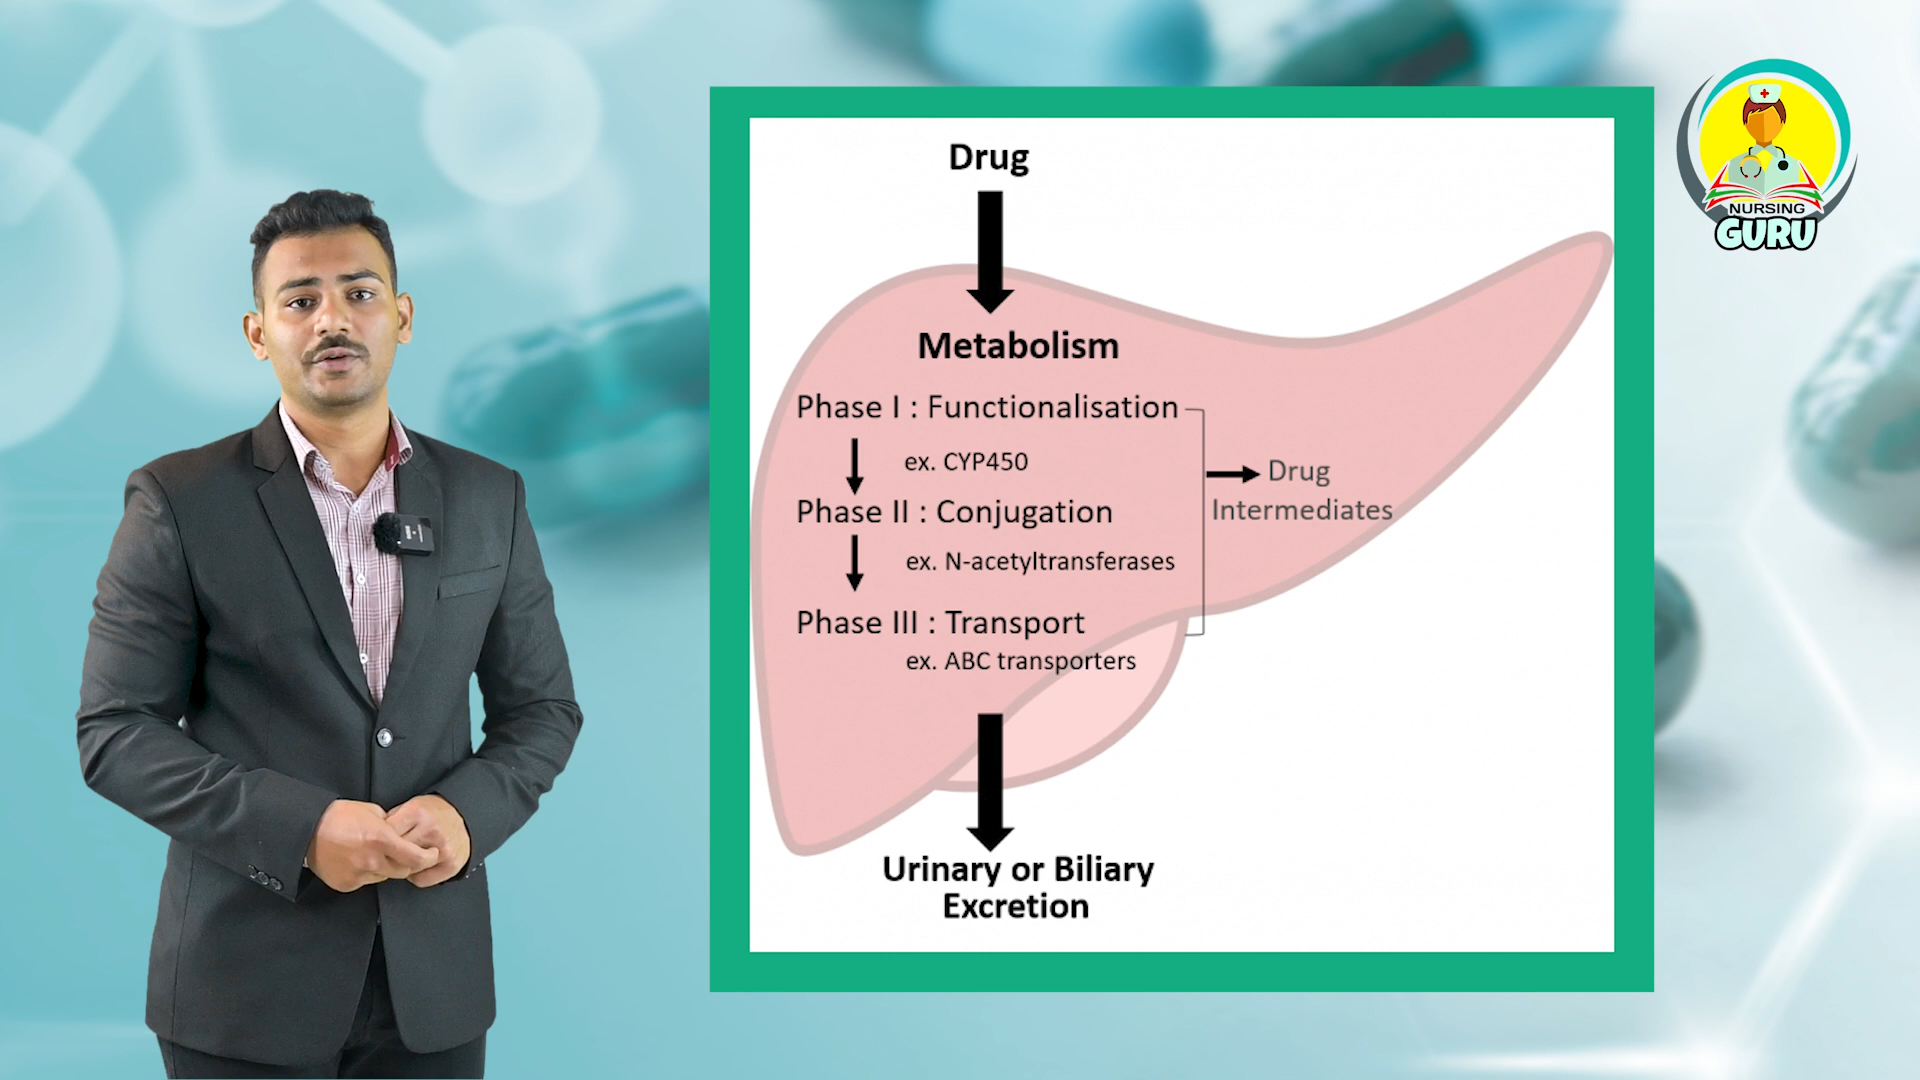 Drug
Metabolism
Phase I : Functionalisation
ex. CYP450
Phase II : Conjugation
ex. N-acetyltransferases
Phase III : Transport
ex. ABC transporters
Drug
Intermediates
Urinary or Biliary
Excretion
NURSING
GURU